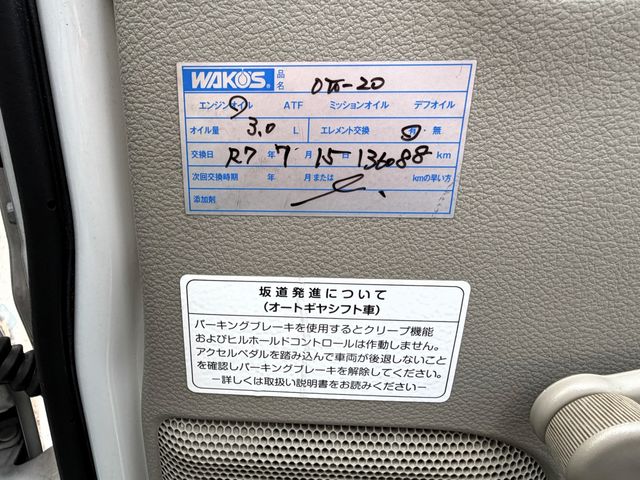 WAKO'S 品名 0W-20
エンジンオイル ATF ミッションオイル デフオイル
オイル量 3.0 L エレメント交換 有・無
交換日 R7 年 7 月 15 日 136088 km
次回交換時期 年 月または kmの早い方
添加剤
坂道発進について
(オートギヤシフト車)
パーキングブレーキを使用するとクリープ機能
およびヒルホールドコントロールは作動しません。
アクセルペダルを踏み込んで車両が後退しないこと
を確認しパーキングブレーキを解除してください。
ー詳しくは取扱い説明書をお読みくださいー